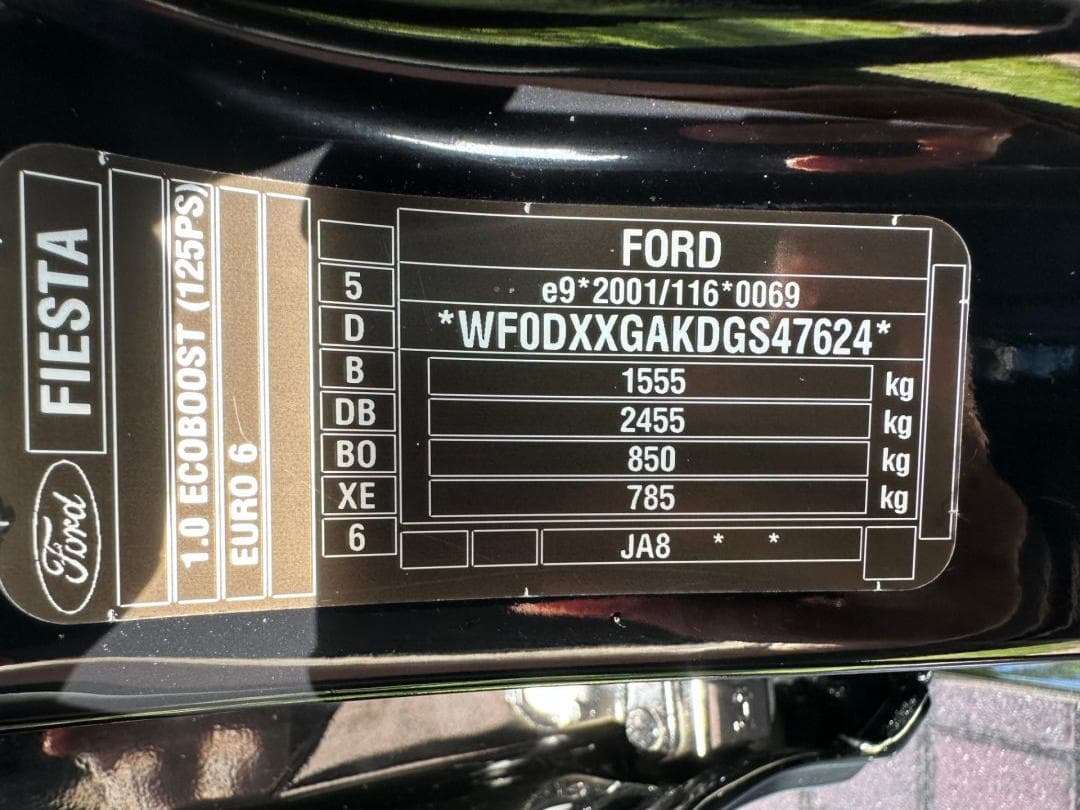 FIESTA
Ford
1.0 ECOBOOST (125PS)
EURO 6
FORD
5 e9*2001/116*0069
D *WF0DXXGAKDGS47624*
B 1555 kg
DB 2455 kg
BO 850 kg
XE 785 kg
6 JA8 * *